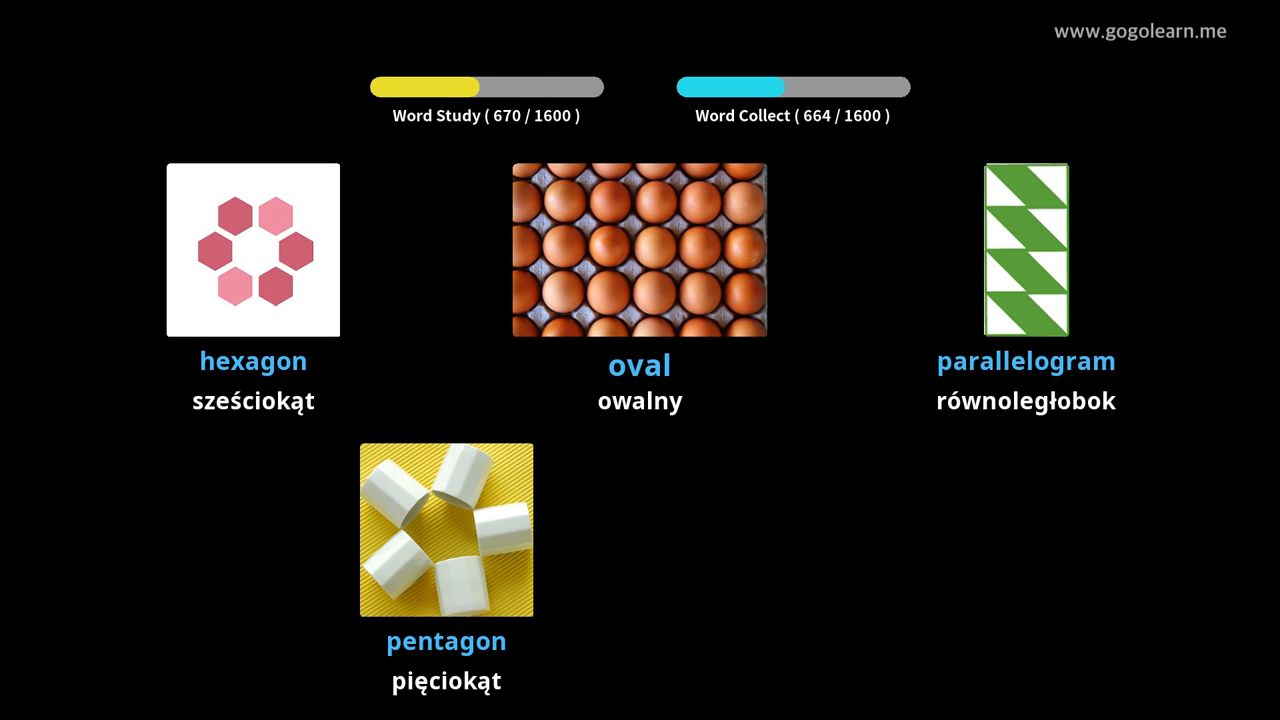 www.gogolearn.me
Word Study ( 670 / 1600 )
Word Collect ( 664 / 1600 )
hexagon
sześciokąt
oval
owalny
parallelogram
równoległobok
pentagon
pięciokąt